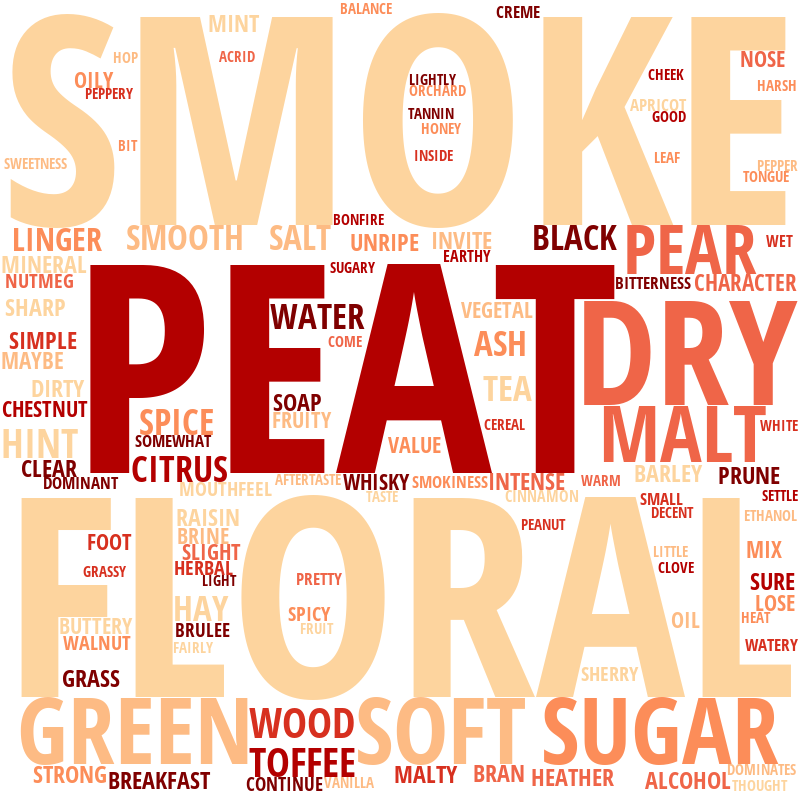 SMOKE
BALANCE
CREME
MINT
HOP
ACRID
NOSE
OILY
LIGHTLY
CHEEK
PEPPERY
ORCHARD
HARSH
APRICOT
TANNIN
GOOD
HONEY
BIT
INSIDE
LEAF
SWEETNESS
PEPPER
TONGUE
BONFIRE
LINGER
SMOOTH
SALT
UNRIPE
INVITE
BLACK
PEAR
WET
EARTHY
MINERAL
SUGARY
NUTMEG
BITTERNESS
CHARACTER
PEAT
SHARP
WATER
VEGETAL
DRY
SIMPLE
COME
ASH
MAYBE
DIRTY
TEA
CHESTNUT
SOAP
SPICE
FRUITY
CEREAL
MALT
WHITE
HINT
SOMEWHAT
VALUE
CLEAR
CITRUS
DOMINANT
AFTERTASTE
WHISKY
SMOKINESS
INTENSE
WARM
BARLEY
PRUNE
MOUTHFEEL
TASTE
CINNAMON
SMALL
SETTLE
FLORAL
RAISIN
DECENT
ETHANOL
PEANUT
BRINE
FOOT
SLIGHT
LITTLE
MIX
GRASSY
HERBAL
CLOVE
LIGHT
PRETTY
SURE
HAY
LOSE
SPICY
OIL
HEAT
BUTTERY
BRULEE
FRUIT
WALNUT
FAIRLY
WATERY
GRASS
SHERRY
GREEN
WOOD
SOFT
SUGAR
TOFFEE
STRONG
BREAKFAST
CONTINUE
VANILLA
MALTY
BRAN
HEATHER
ALCOHOL
DOMINATES
THOUGHT